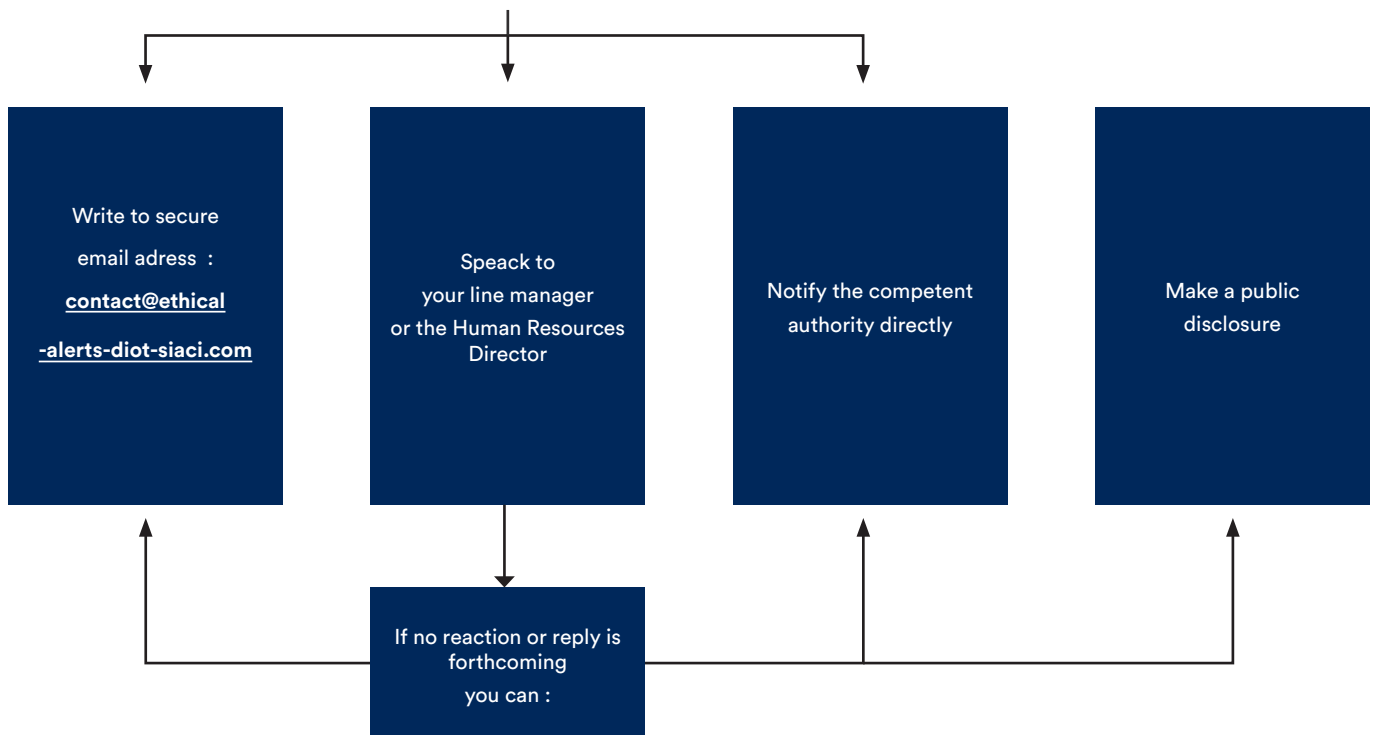 Write to secure
email adress :
contact@ethical
-alerts-diot-siaci.com
Speack to
your line manager
or the Human Resources
Director
Notify the competent
authority directly
Make a public
disclosure
If no reaction or reply is
forthcoming
you can :